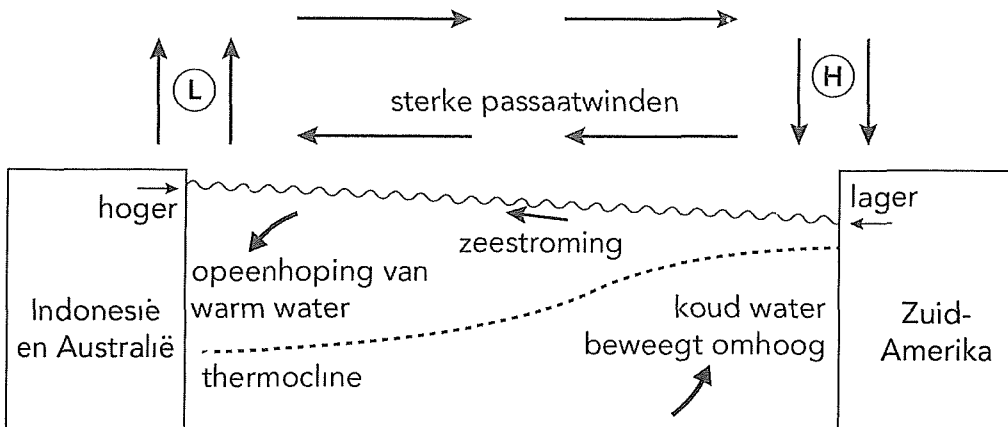 L
H
sterke passaatwinden
hoger
lager
zeestroming
opeenhoping van
warm water
Indonesië
en Australië
koud water
beweegt omhoog
Zuid-
Amerika
thermocline